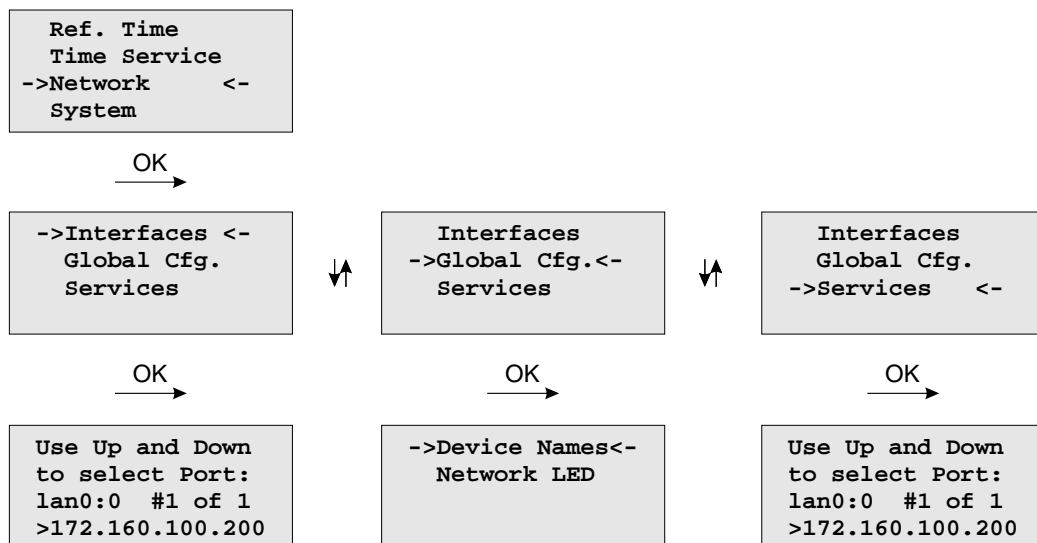 Ref. Time
Time Service
->Network <-
System
OK
->Interfaces <-
Global Cfg.
Services
Interfaces
->Global Cfg.<-
Services
Interfaces
Global Cfg.
->Services <-
OK
OK
OK
Use Up and Down
to select Port:
lan0:0 #1 of 1
>172.160.100.200
->Device Names<-
Network LED
Use Up and Down
to select Port:
lan0:0 #1 of 1
>172.160.100.200